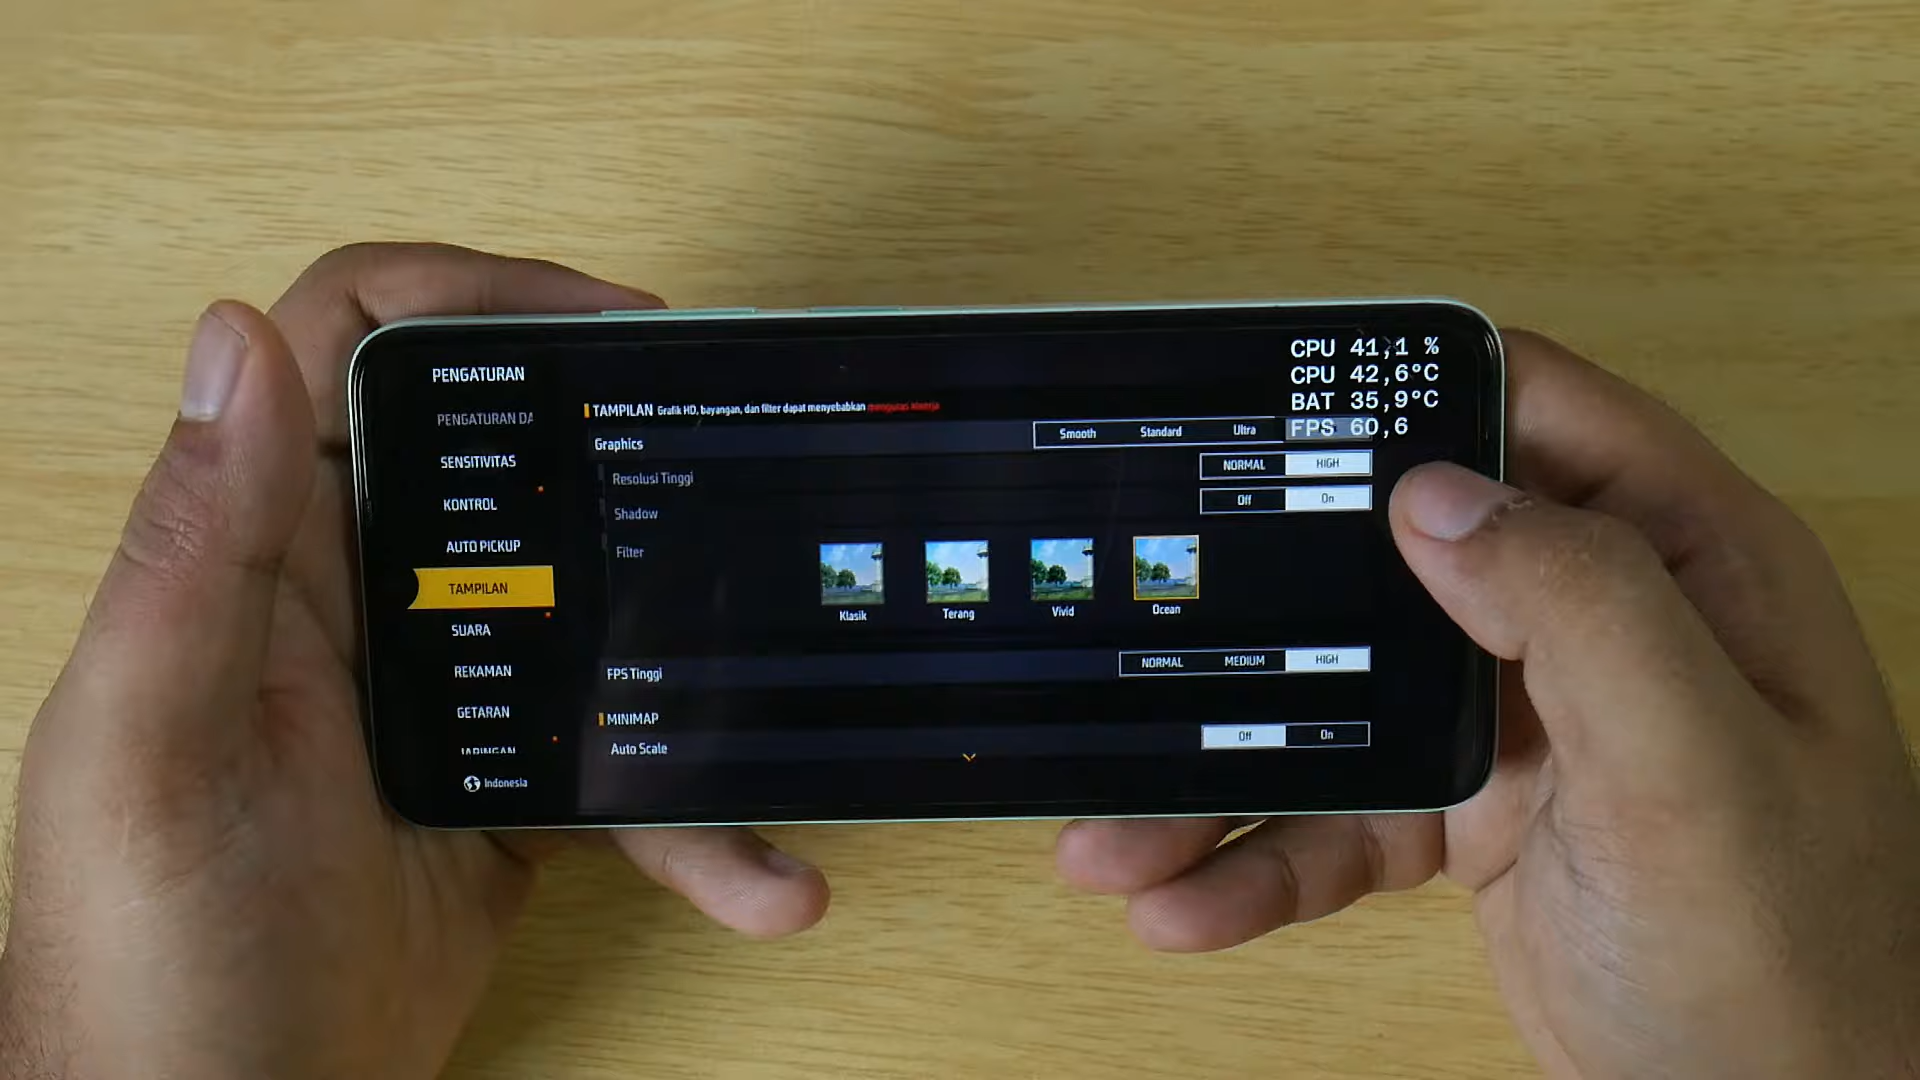 PENGATURAN
PENGATURAN DA
SENSITIVITAS
KONTROL
AUTO PICKUP
TAMPILAN
SUARA
REKAMAN
GETARAN
JARINGAN
Indonesia
CPU 41,1 %
CPU 42,6°C
BAT 35,9°C
FPS 60,6
TAMPILAN Grafik HD, bayangan, dan filter dapat menyebabkan
Graphics Smooth Standard Ultra
Resolusi Tinggi NORMAL HIGH
Shadow Off On
Filter
Klasik Terang Vivid Ocean
FPS Tinggi NORMAL MEDIUM HIGH
MINIMAP
Auto Scale Off On